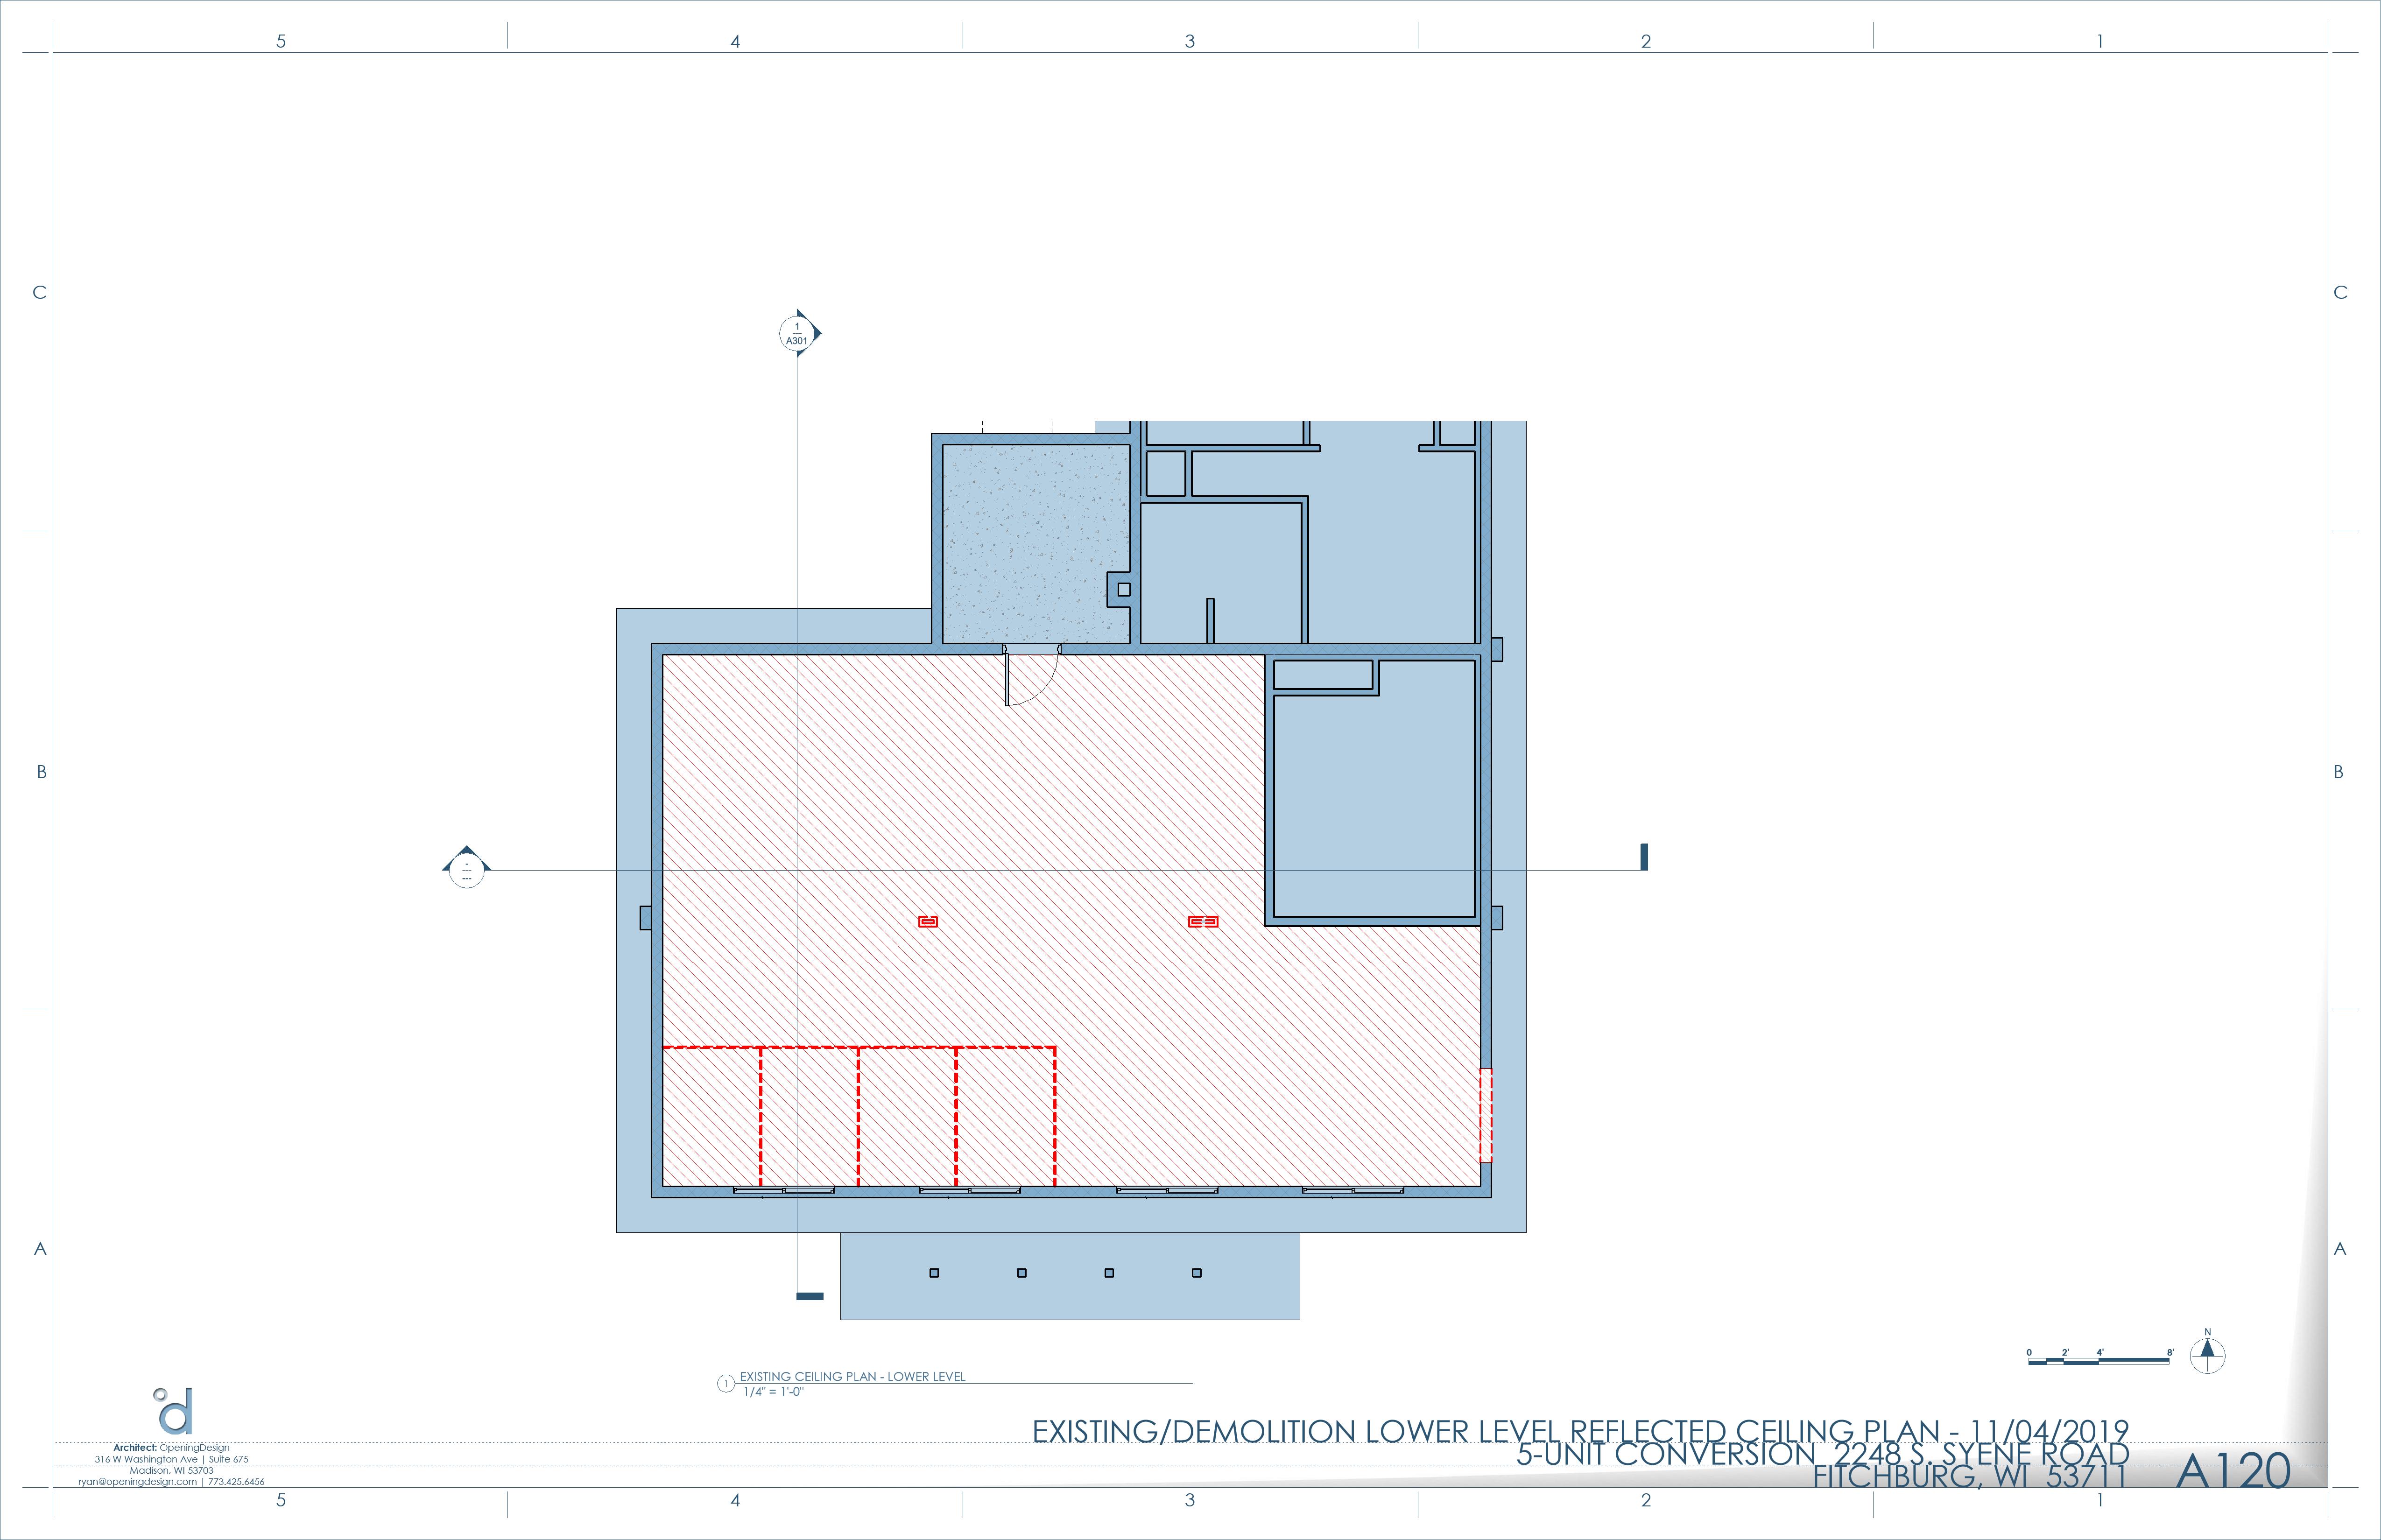 5 4 3 2 1
C C
1
A301
B B
-
---
A A
N
0 2' 4' 8'
1 EXISTING CEILING PLAN - LOWER LEVEL
1/4" = 1'-0"
EXISTING/DEMOLITION LOWER LEVEL REFLECTED CEILING PLAN - 11/04/2019
5-UNIT CONVERSION 2248 S. SYENE ROAD
FITCHBURG, WI 53711
A120
Architect: OpeningDesign
316 W Washington Ave | Suite 675
Madison, WI 53703
ryan@openingdesign.com | 773.425.6456
5 4 3 2 1